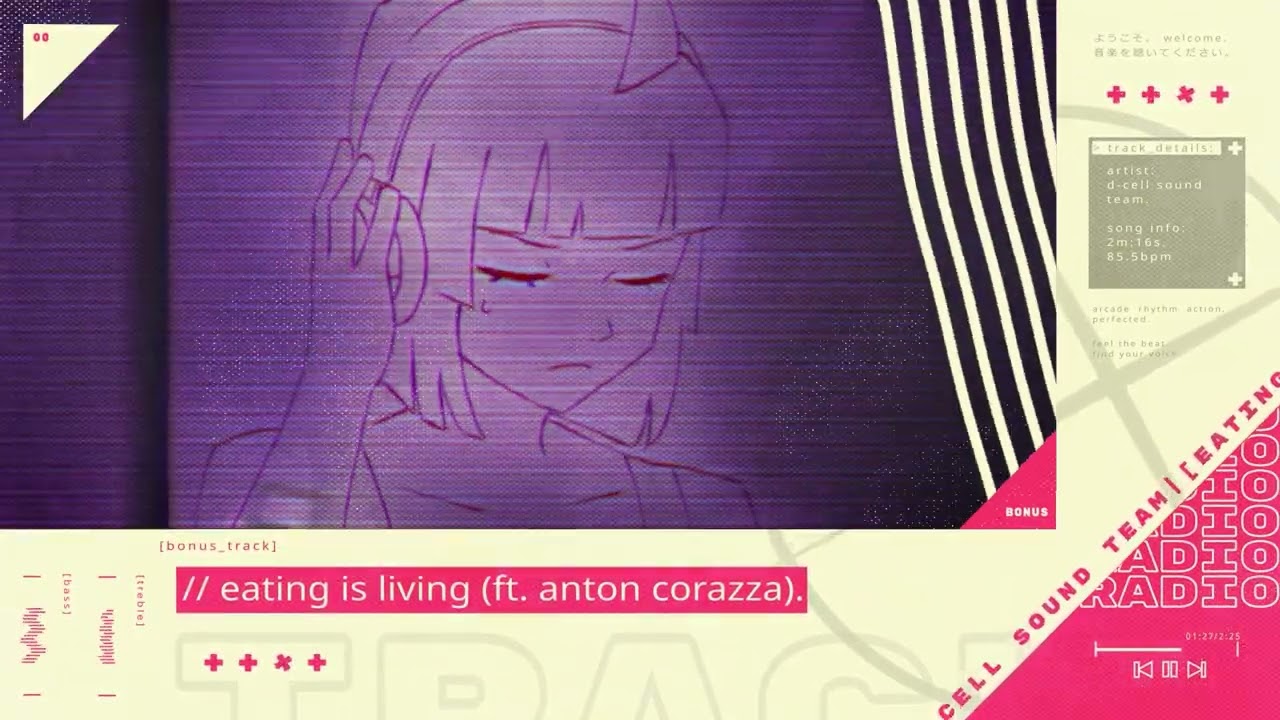 00
ようこそ。 welcome.
音楽を聴いてください。
> track_details:
artist:
d-cell sound
team.
song info:
2m:16s.
85.5bpm
arcade rhythm action.
perfected.
feel the beat.
find your voice.
CELL SOUND TEAM | [EATING
BONUS
[bonus_track]
// eating is living (ft. anton corazza).
[bass]
[treble]
TRACK
DIO
ADIO
RADIO
RADIO
01:27/2:25